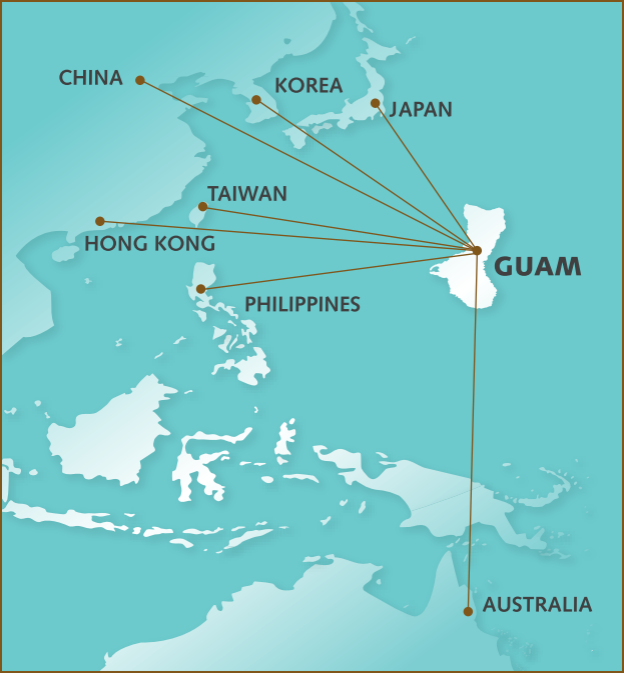 CHINA
KOREA
JAPAN
TAIWAN
HONG KONG
GUAM
PHILIPPINES
AUSTRALIA